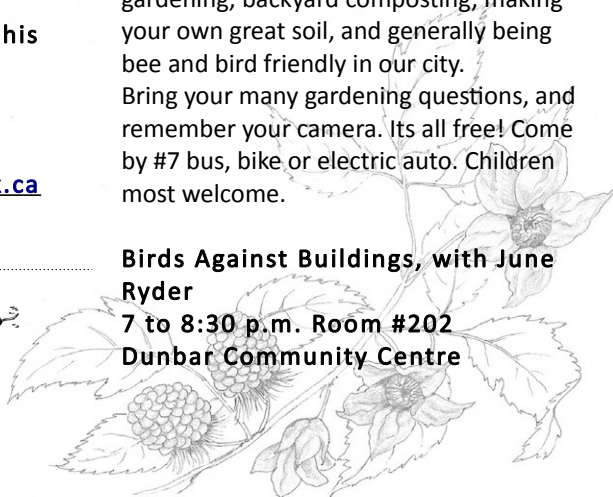 his
.ca
gardening, backyard composting, making
your own great soil, and generally being
bee and bird friendly in our city.
Bring your many gardening questions, and
remember your camera. Its all free! Come
by #7 bus, bike or electric auto. Children
most welcome.
Birds Against Buildings, with June
Ryder
7 to 8:30 p.m. Room #202
Dunbar Community Centre